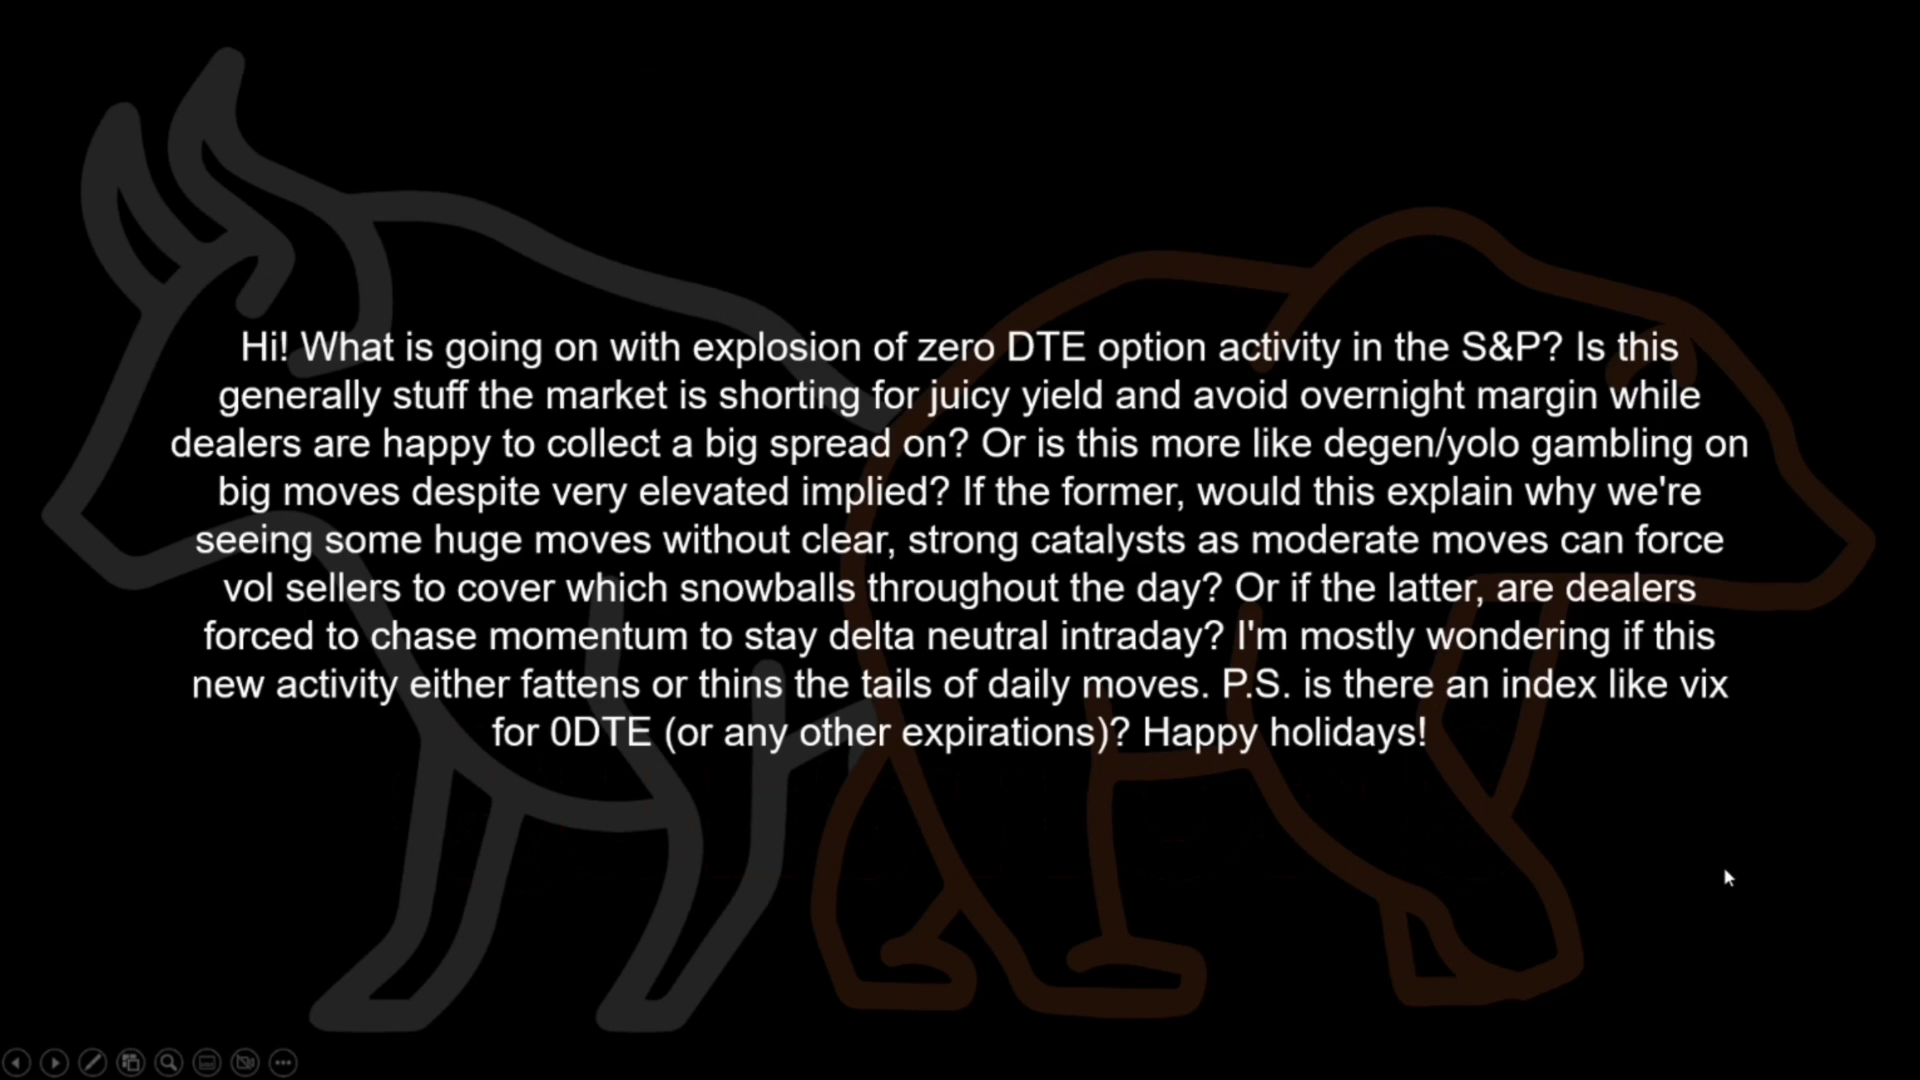 Hi! What is going on with explosion of zero DTE option activity in the S&P? Is this
generally stuff the market is shorting for juicy yield and avoid overnight margin while
dealers are happy to collect a big spread on? Or is this more like degen/yolo gambling on
big moves despite very elevated implied? If the former, would this explain why we're
seeing some huge moves without clear, strong catalysts as moderate moves can force
vol sellers to cover which snowballs throughout the day? Or if the latter, are dealers
forced to chase momentum to stay delta neutral intraday? I'm mostly wondering if this
new activity either fattens or thins the tails of daily moves. P.S. is there an index like vix
for 0DTE (or any other expirations)? Happy holidays!